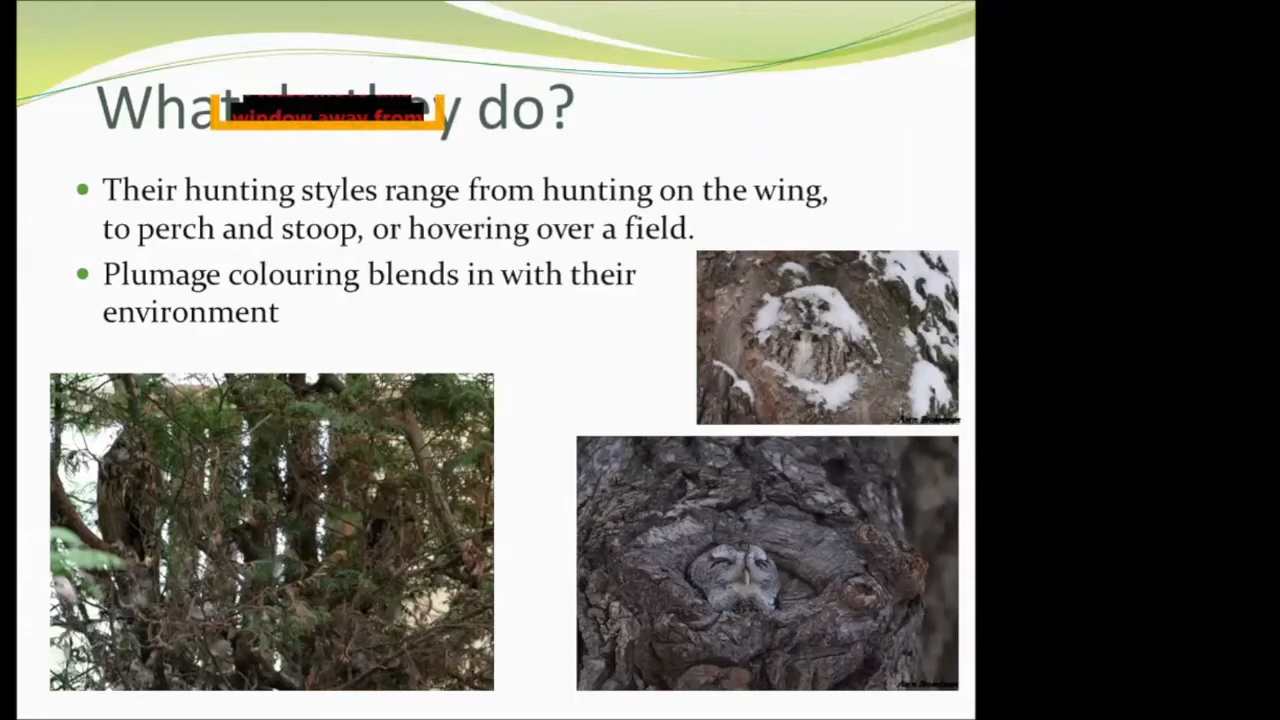 What do they do?
window away from
Their hunting styles range from hunting on the wing,
to perch and stoop, or hovering over a field.
Plumage colouring blends in with their
environment